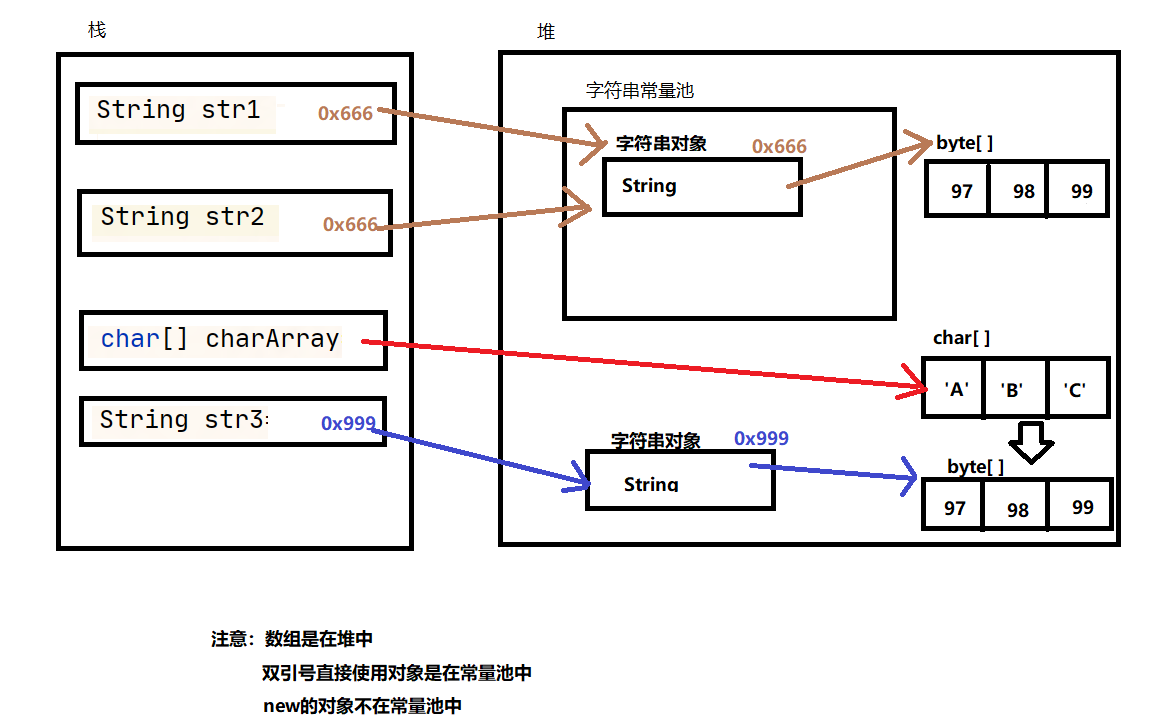 栈
堆
String str1 0x666
字符串常量池
字符串对象 0x666
byte[ ]
String
97 98 99
String str2 0x666
char[] charArray
char[ ]
'A' 'B' 'C'
String str3: 0x999
字符串对象 0x999
byte[ ]
String
97 98 99
注意：数组是在堆中
双引号直接使用对象是在常量池中
new的对象不在常量池中